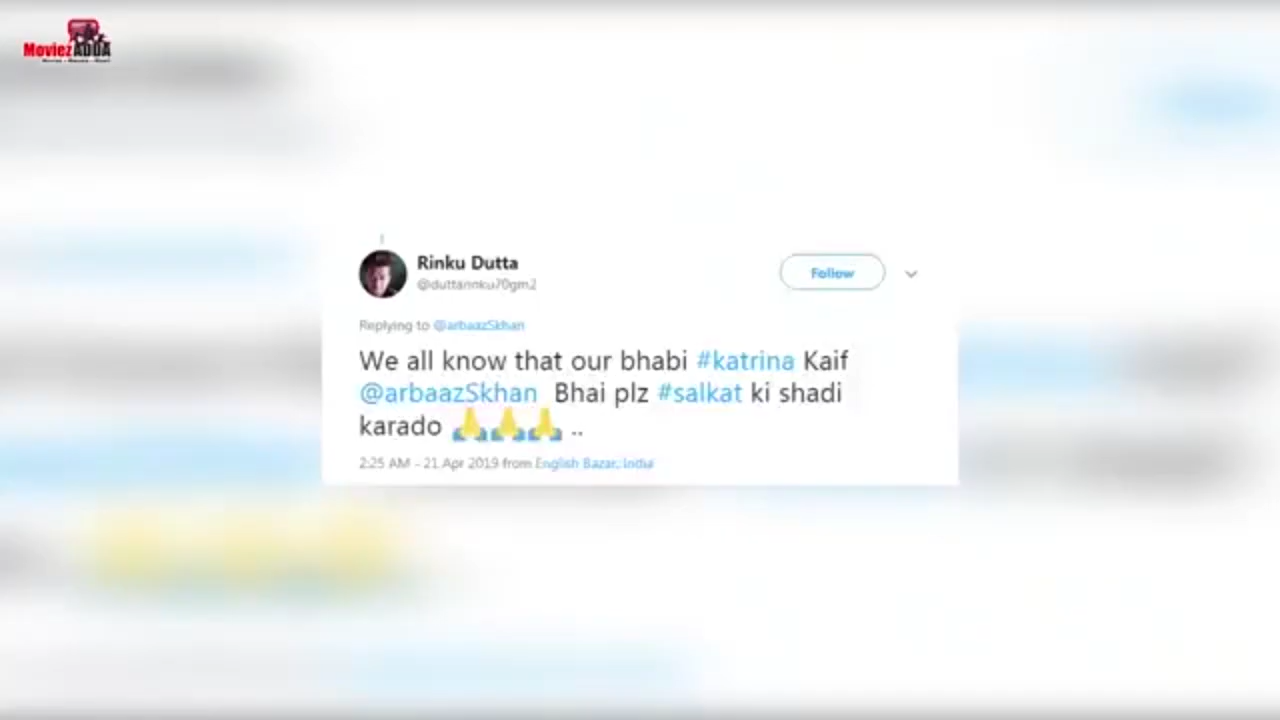 MoviezADDA
Rinku Dutta
Follow
Replying to @arbaazSkhan
We all know that our bhabi #katrina Kaif
@arbaazSkhan Bhai plz #salkat ki shadi
karado 🙏🙏🙏 ..
2:25 AM - 21 Apr 2019 from English Bazar, India